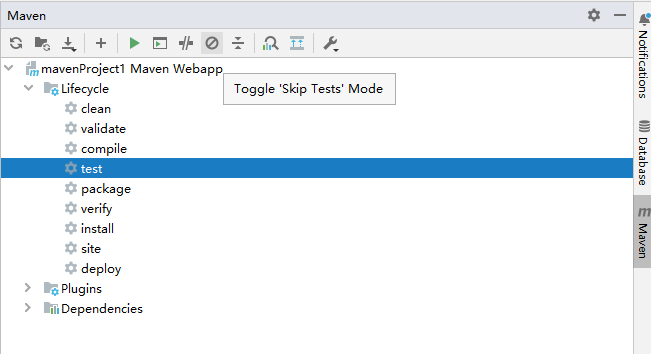 Maven
mavenProject1 Maven Webapp
Toggle 'Skip Tests' Mode
Lifecycle
clean
validate
compile
test
package
verify
install
site
deploy
Plugins
Dependencies
Notifications
Database
m Maven